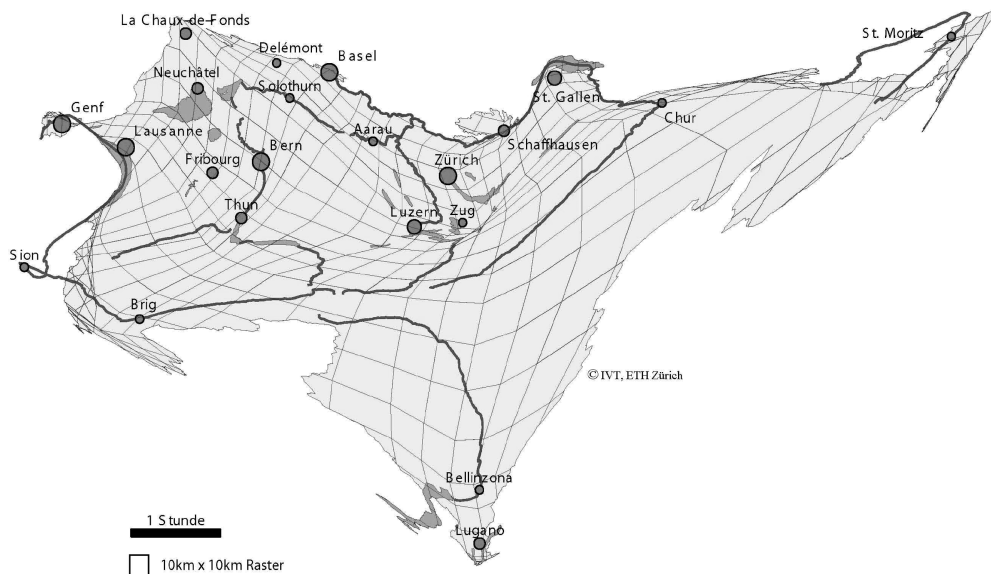 La Chaux-de-Fonds
St. Moritz
Delémont
Basel
Neuchâtel
Solothurn
St. Gallen
Genf
Chur
Lausanne
Aarau
Schaffhausen
Bern
Fribourg
Zürich
Thun
Luzern
Zug
Sion
Brig
© IVT, ETH Zürich
Bellinzona
Lugano
1 Stunde
10km x 10km Raster